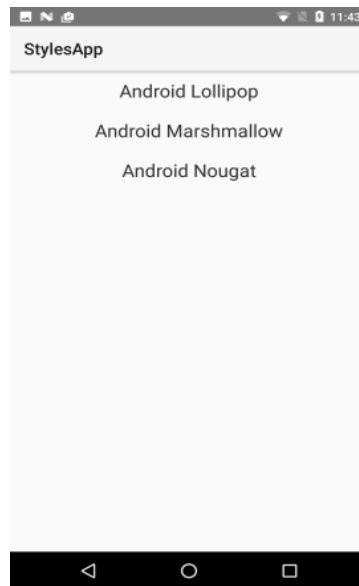 11:43
StylesApp
Android Lollipop
Android Marshmallow
Android Nougat